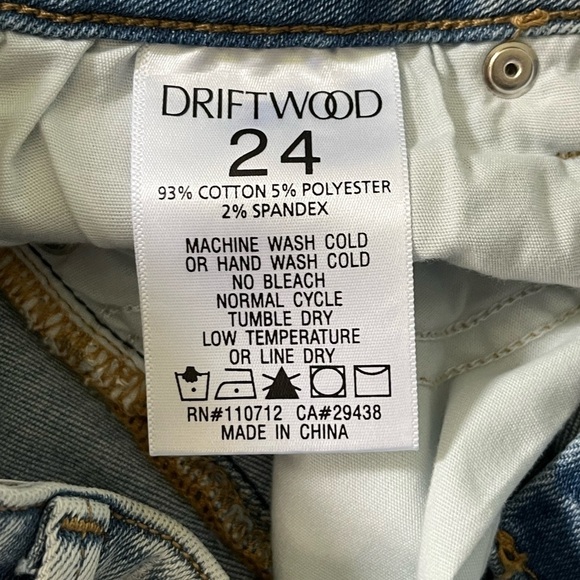 DRIFTWOOD
24
93% COTTON 5% POLYESTER
2% SPANDEX
MACHINE WASH COLD
OR HAND WASH COLD
NO BLEACH
NORMAL CYCLE
TUMBLE DRY
LOW TEMPERATURE
OR LINE DRY
RN#110712 CA#29438
MADE IN CHINA